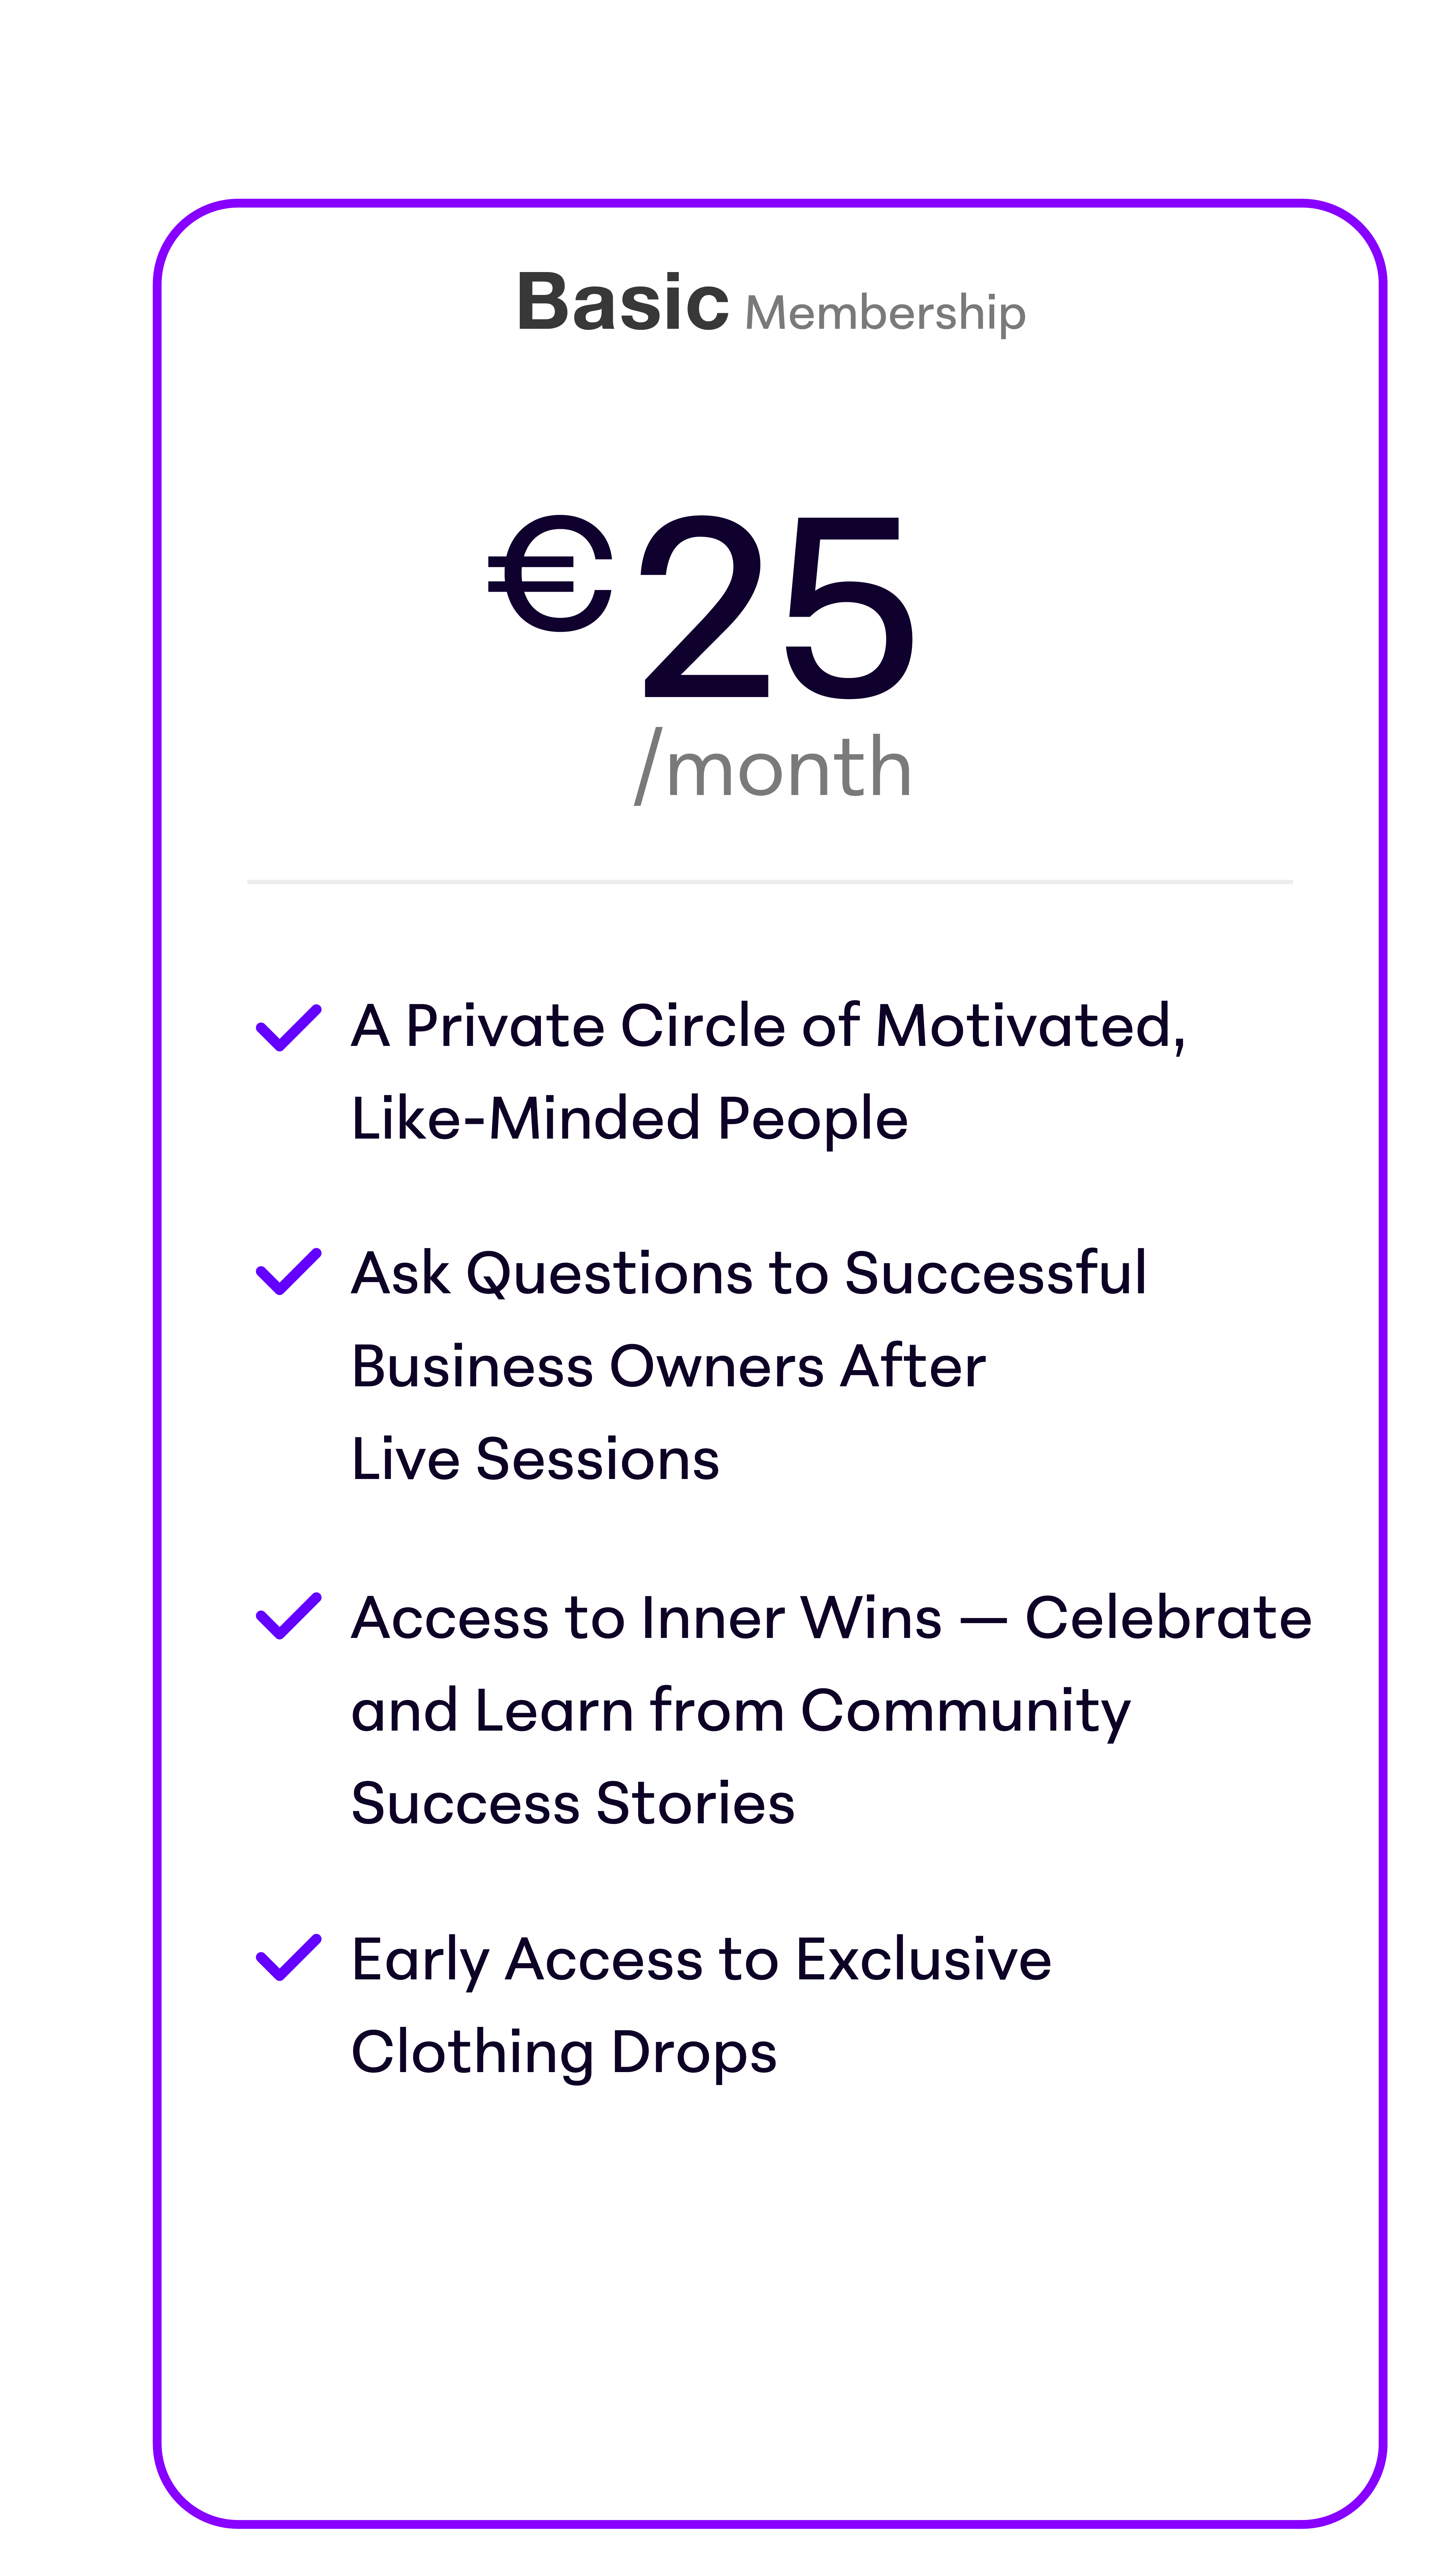 Basic Membership
€25
/month
A Private Circle of Motivated,
Like-Minded People
Ask Questions to Successful
Business Owners After
Live Sessions
Access to Inner Wins — Celebrate
and Learn from Community
Success Stories
Early Access to Exclusive
Clothing Drops